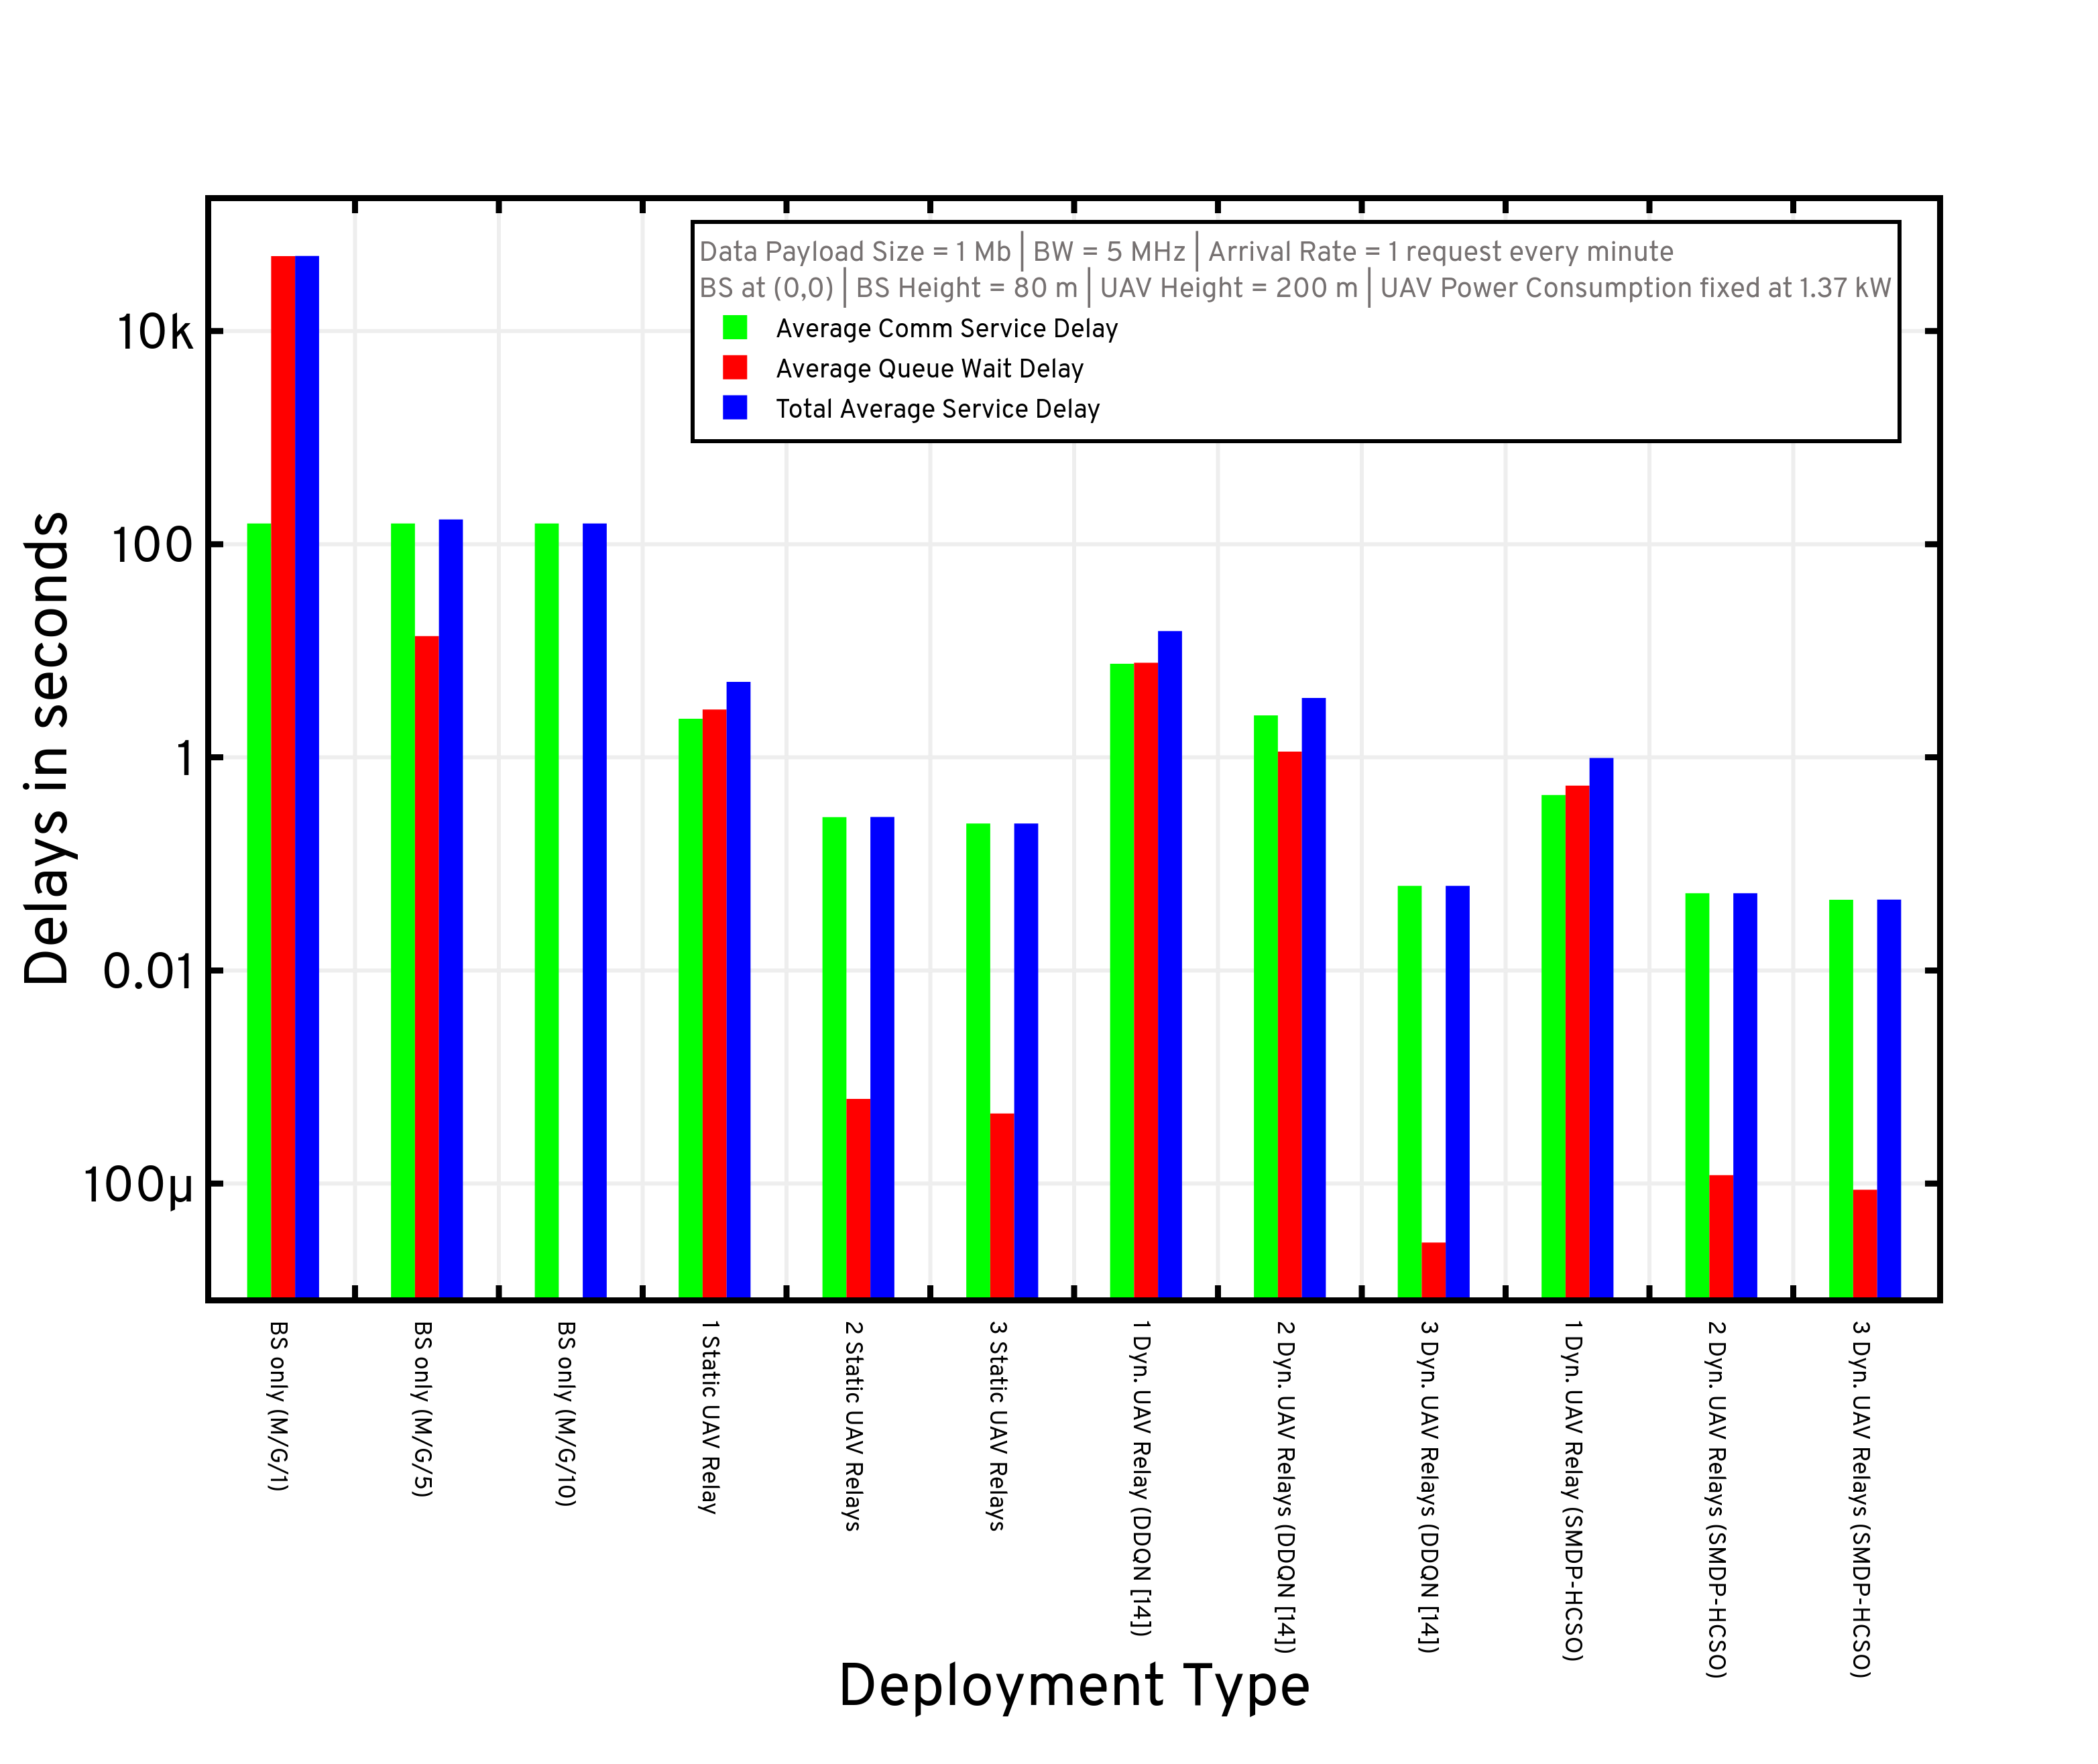 Data Payload Size = 1 Mb | BW = 5 MHz | Arrival Rate = 1 request every minute
BS at (0,0) | BS Height = 80 m | UAV Height = 200 m | UAV Power Consumption fixed at 1.37 kW
Average Comm Service Delay
Average Queue Wait Delay
Total Average Service Delay
Delays in seconds
10k
100
1
0.01
100μ
BS only (M/G/1)
BS only (M/G/5)
BS only (M/G/10)
1 Static UAV Relay
2 Static UAV Relays
3 Static UAV Relays
1 Dyn. UAV Relay (DDQN [14])
2 Dyn. UAV Relays (DDQN [14])
3 Dyn. UAV Relays (DDQN [14])
1 Dyn. UAV Relay (SMDP-HCSO)
2 Dyn. UAV Relays (SMDP-HCSO)
3 Dyn. UAV Relays (SMDP-HCSO)
Deployment Type